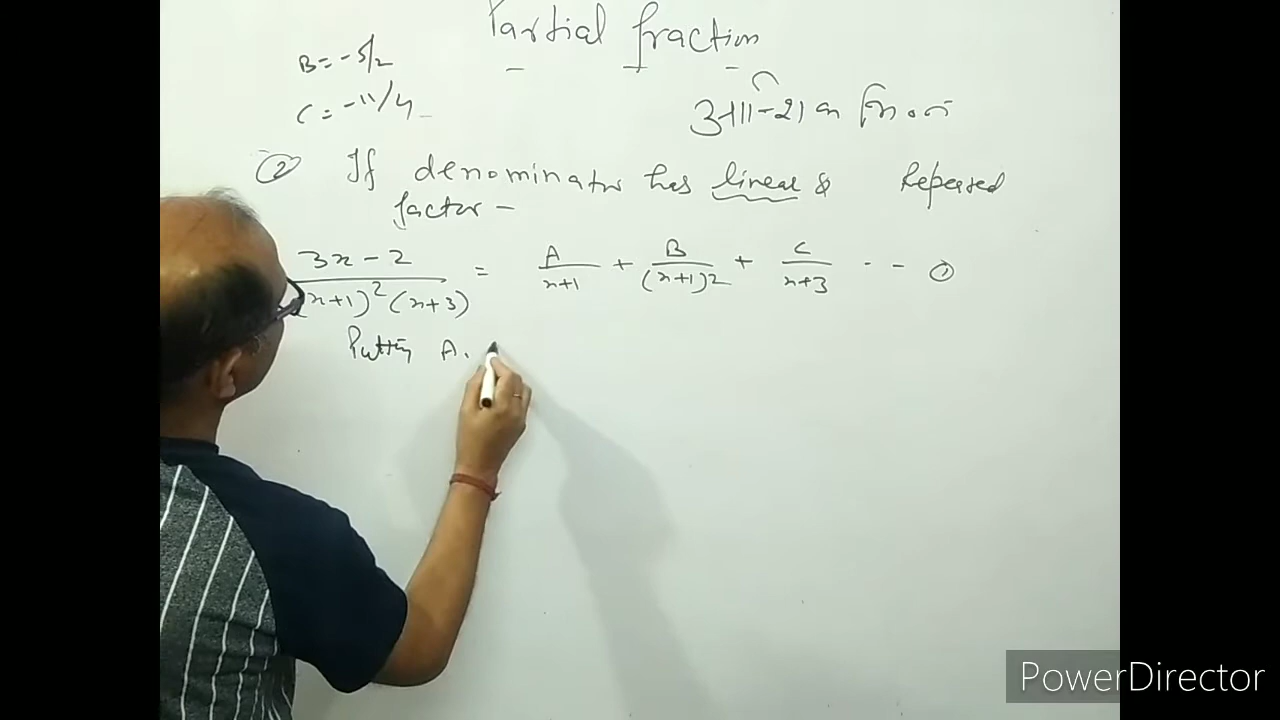 Partial fraction
B = -5/2
C = -11/4
② If denominator has linear & Repeated
factor -
3x-2 / (x+1)² (x+3) = A / x+1 + B / (x+1)2 + C / x+3 -- ①
Putting A.
PowerDirector